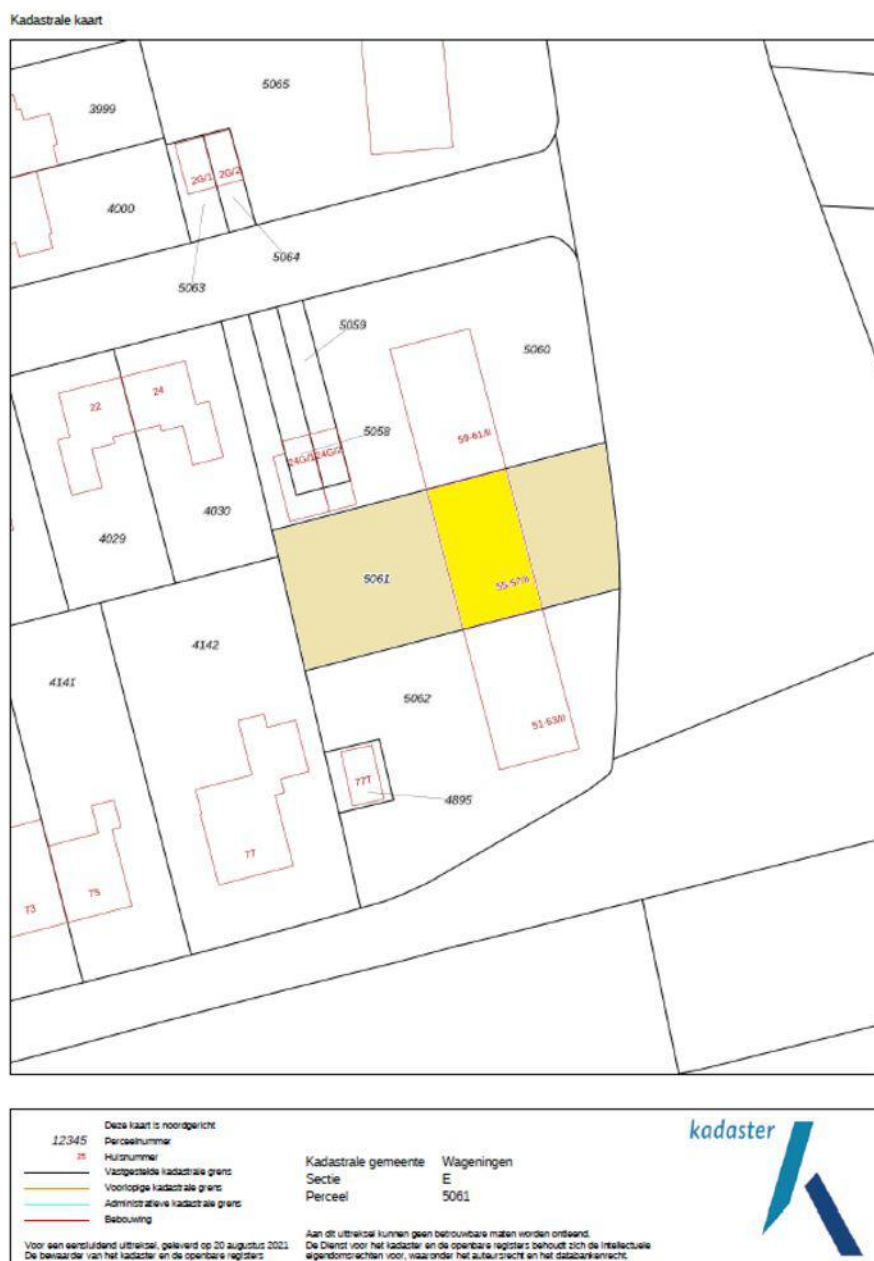 Kadastrale kaart
5065
3999
2G/1 2G/2
4000
5064
5063
5059
5060
22
24
5058
59-61/II
24G/1 24G/2
4030
4029
5061
55-57/II
4142
4141
5062
51-53/II
77T
4895
77
75
73
Deze kaart is noordgericht
12345 Perceelnummer
25 Huisnummer
Vastgestelde kadastrale grens
Voorlopige kadastrale grens
Administratieve kadastrale grens
Bebouwing
Voor een eensluidend uittreksel, geleverd op 20 augustus 2021
De bewaarder van het kadaster en de openbare registers
Kadastrale gemeente Wageningen
Sectie E
Perceel 5061
Aan dit uittreksel kunnen geen betrouwbare maten worden ontleend.
De Dienst voor het kadaster en de openbare registers behoudt zich de intellectuele
eigendomsrechten voor, waaronder het auteursrecht en het databankenrecht.
kadaster